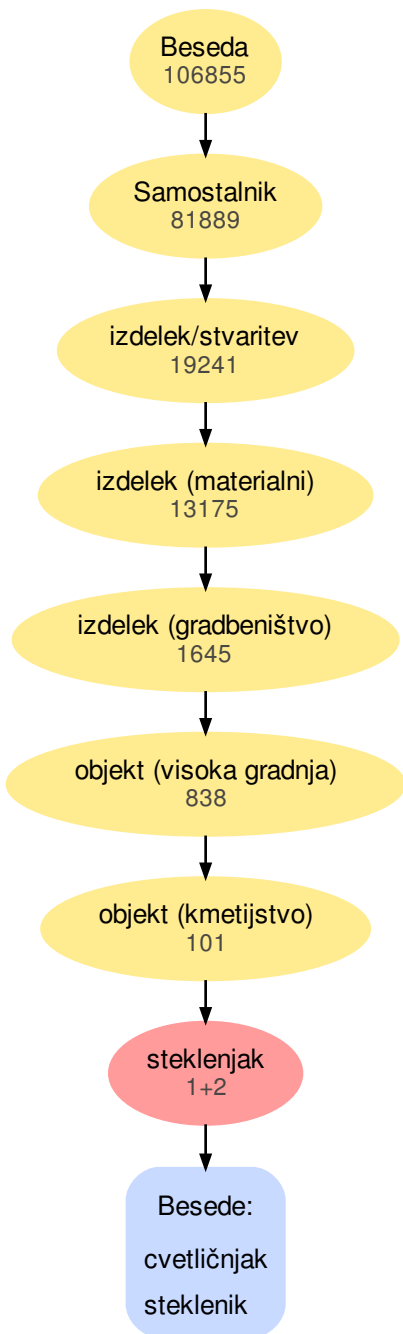 Beseda
106855
Samostalnik
81889
izdelek/stvaritev
19241
izdelek (materialni)
13175
izdelek (gradbeništvo)
1645
objekt (visoka gradnja)
838
objekt (kmetijstvo)
101
steklenjak
1+2
Besede:
cvetličnjak
steklenik